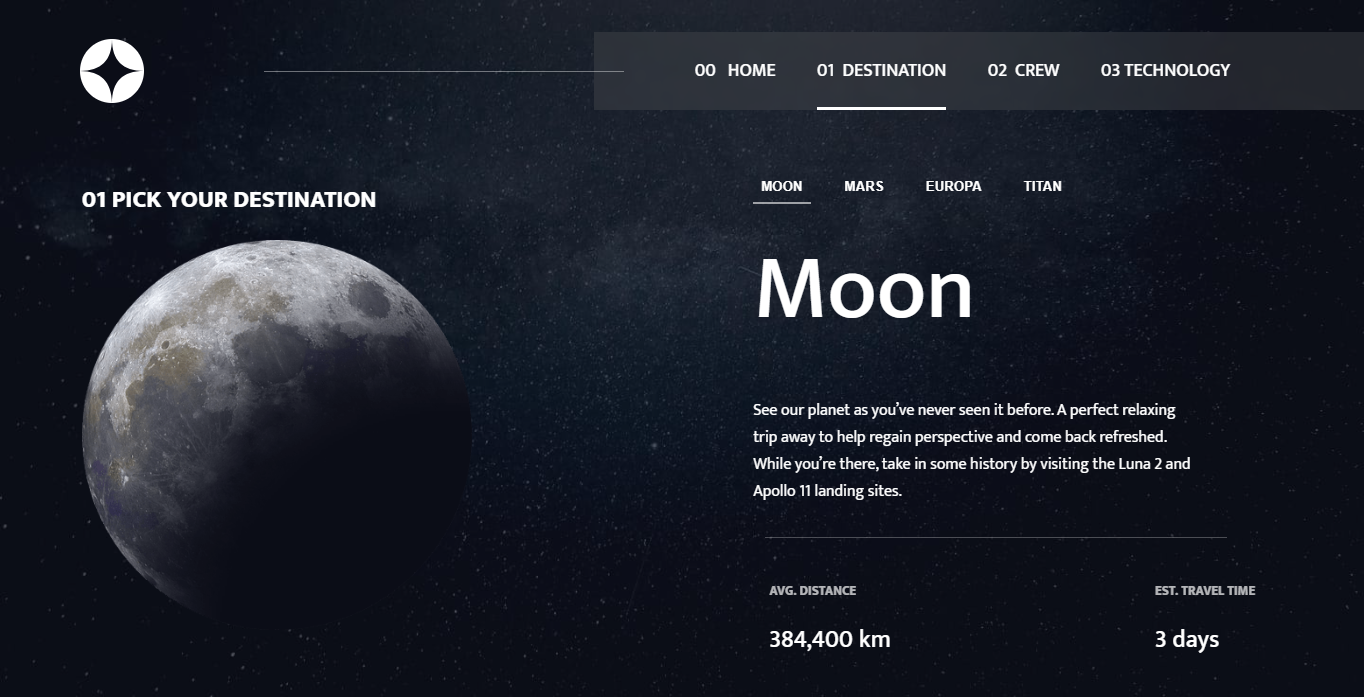 00 HOME 01 DESTINATION 02 CREW 03 TECHNOLOGY
01 PICK YOUR DESTINATION
MOON MARS EUROPA TITAN
Moon
See our planet as you’ve never seen it before. A perfect relaxing
trip away to help regain perspective and come back refreshed.
While you’re there, take in some history by visiting the Luna 2 and
Apollo 11 landing sites.
AVG. DISTANCE EST. TRAVEL TIME
384,400 km 3 days